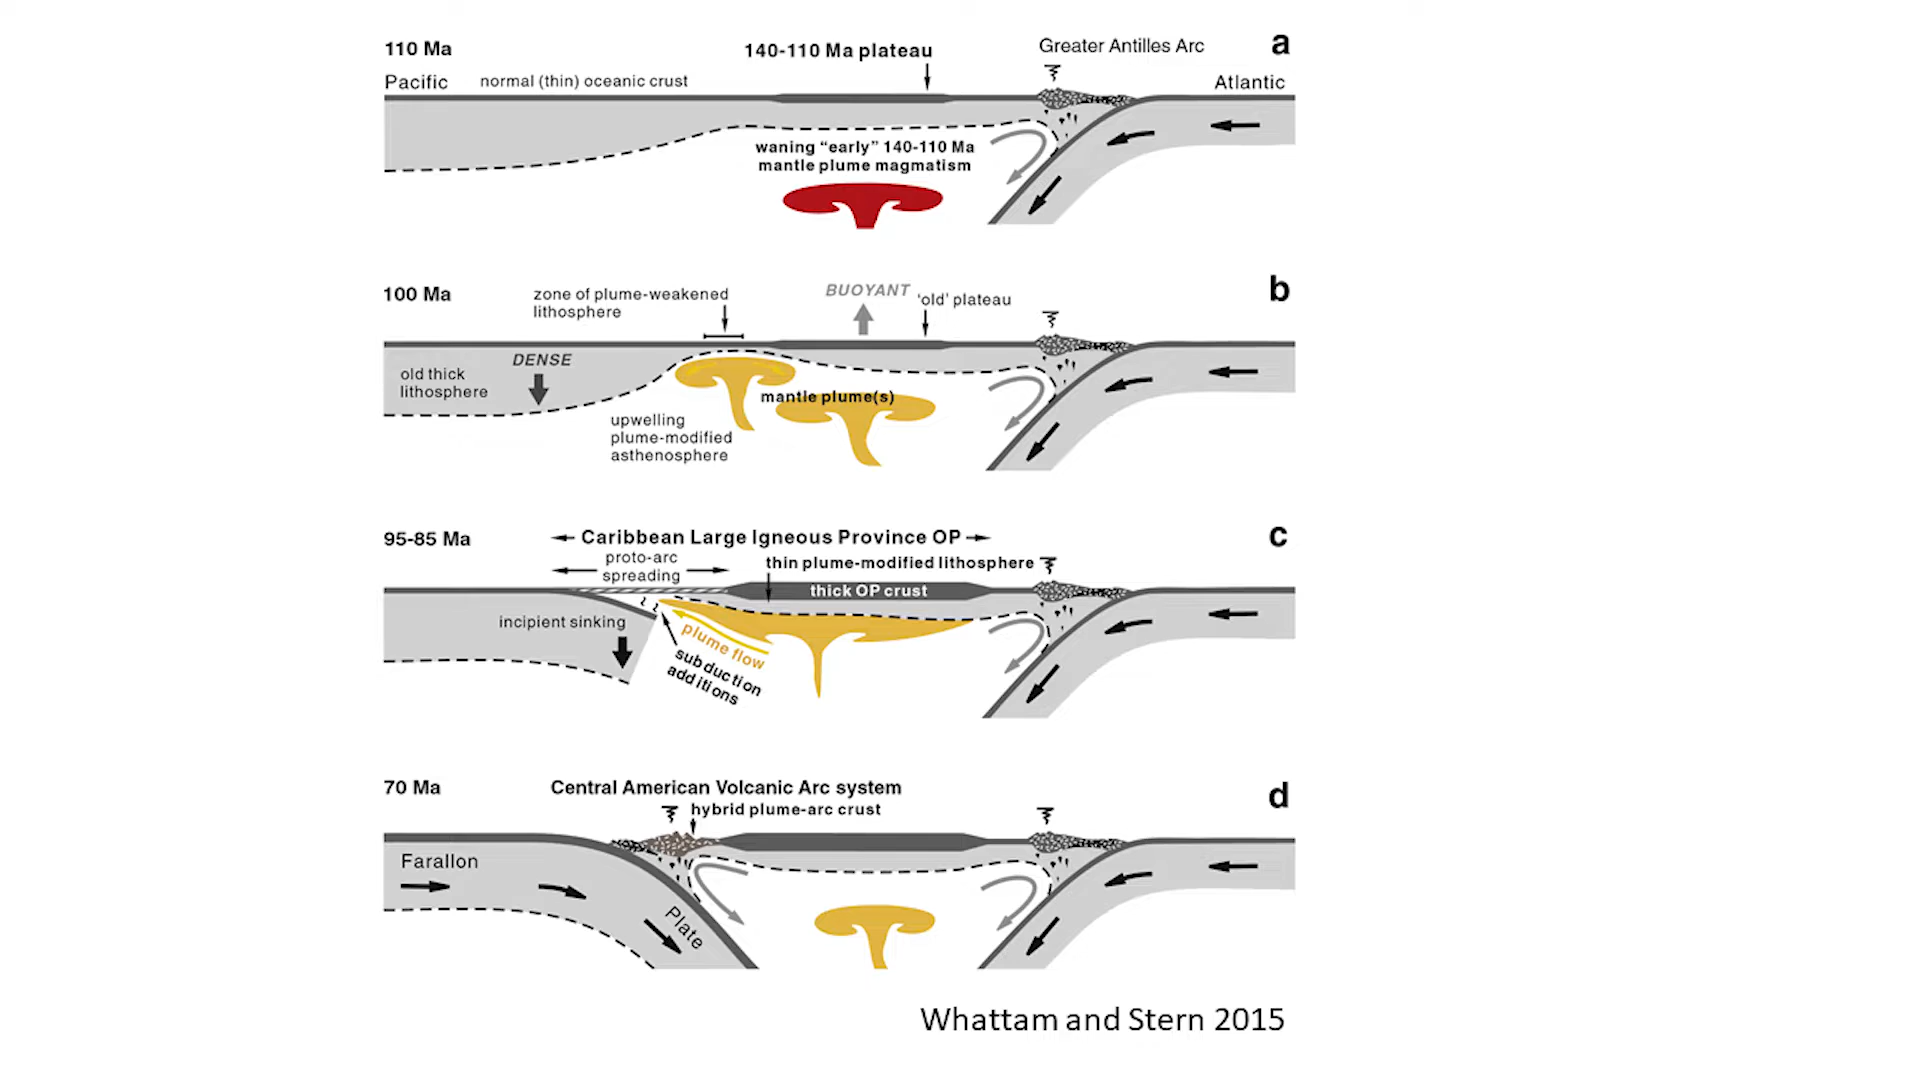 110 Ma
140-110 Ma plateau
Greater Antilles Arc
a
Pacific
normal (thin) oceanic crust
Atlantic
waning “early” 140-110 Ma
mantle plume magmatism
100 Ma
zone of plume-weakened
lithosphere
BUOYANT
‘old’ plateau
b
DENSE
old thick
lithosphere
mantle plume(s)
upwelling
plume-modified
asthenosphere
95-85 Ma
Caribbean Large Igneous Province OP
c
proto-arc
spreading
thin plume-modified lithosphere
thick OP crust
incipient sinking
plume flow
subduction
additions
70 Ma
Central American Volcanic Arc system
d
hybrid plume-arc crust
Farallon
Plate
Whattam and Stern 2015